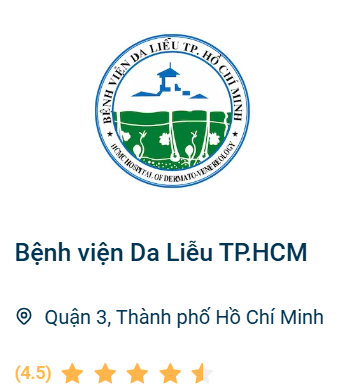 BỆNH VIỆN DA LIỄU TP. HỒ CHÍ MINH
HCMC HOSPITAL OF DERMATO-VENEREOLOGY
Bệnh viện Da Liễu TP.HCM
Quận 3, Thành phố Hồ Chí Minh
(4.5)